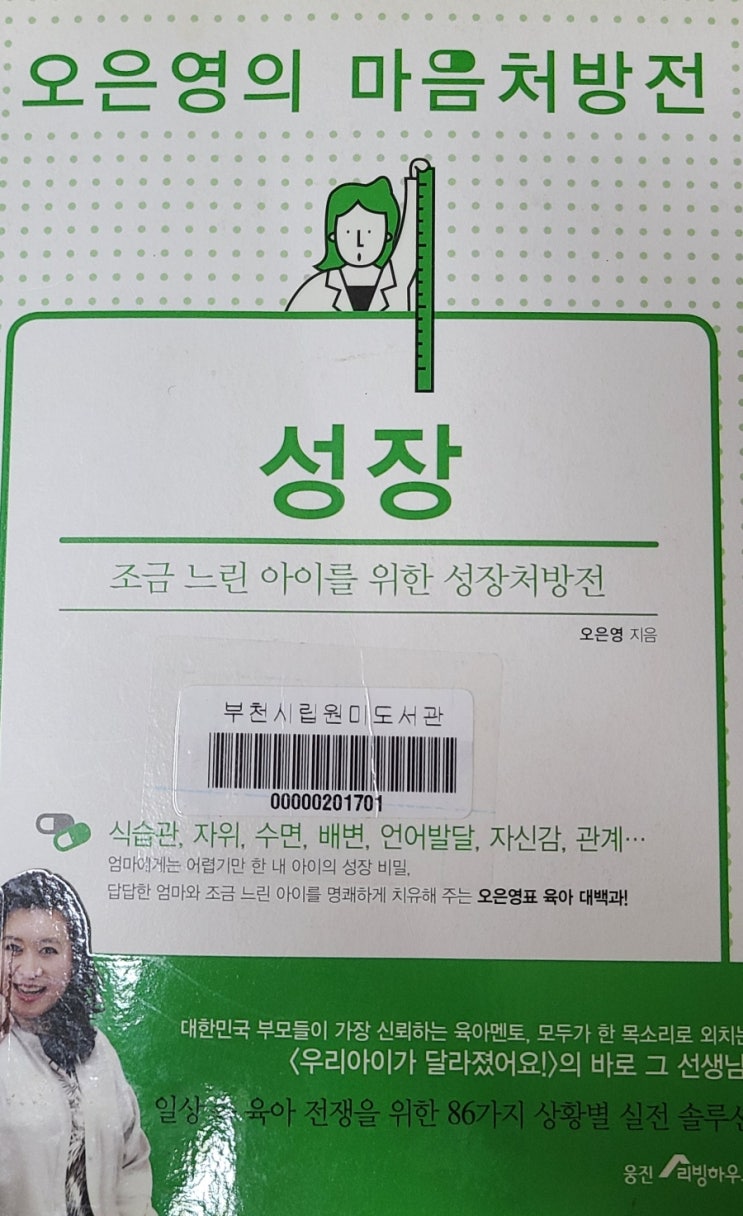 오은영의 마음처방전
성장
조금 느린 아이를 위한 성장처방전
오은영 지음
부천시립원미도서관
00000201701
식습관, 자위, 수면, 배변, 언어발달, 자신감, 관계…
엄마에게는 어렵기만 한 내 아이의 성장 비밀,
답답한 엄마와 조금 느린 아이를 명쾌하게 치유해 주는 오은영표 육아 대백과!
대한민국 부모들이 가장 신뢰하는 육아멘토, 모두가 한 목소리로 외치는
〈우리아이가 달라졌어요!〉의 바로 그 선생님
일상 육아 전쟁을 위한 86가지 상황별 실전 솔루션
웅진 리빙하우스